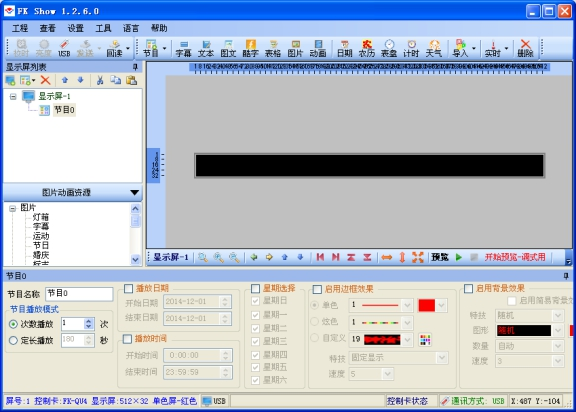 FK Show 1.2.6.0
工程 查看 设置 工具 语言 帮助
USB 发送 回读 节目 字幕 文本 图文 炫字 表格 图片 动画 日期 农历 表盘 计时 天气 导入 实时 删除
显示屏列表
显示屏-1
节目0
图片动画资源
图片
灯箱
字幕
运动
节日
婚庆
1
8
16
24
32
显示屏-1 预览 开始预览-调式用
节目0
节目名称 节目0
节目播放模式
次数播放 1 次
定长播放 180 秒
播放日期
开始日期 2014-12-01
结束日期 2014-12-01
播放时间
开始时间 0:00:00
结束时间 23:59:59
星期选择
星期日
星期一
星期二
星期三
星期四
星期五
星期六
启用边框效果
单色 1
炫色 1
自定义 19
特技 固定显示
速度 5
启用背景效果
启用简易背景
特技 随机
图形 随机
数量 自动
速度 3
屏号:1 控制卡:FK-QU4 显示屏:512×32 单色屏-红色 USB 控制卡状态 通讯方式: USB X:487 Y:-104